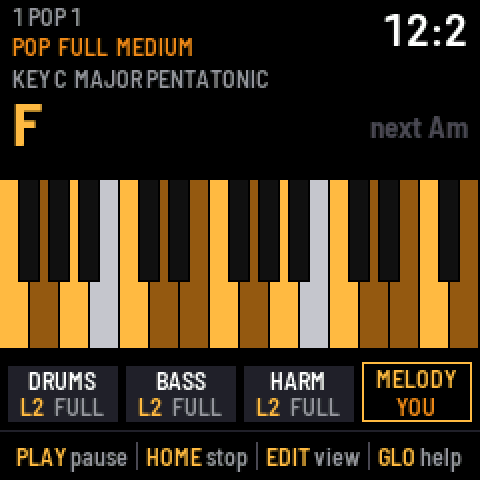 1 POP 1
12:2
POP FULL MEDIUM
KEY C MAJOR PENTATONIC
F
next Am
DRUMS
L2 FULL
BASS
L2 FULL
HARM
L2 FULL
MELODY
YOU
PLAY pause
HOME stop
EDIT view
GLO help